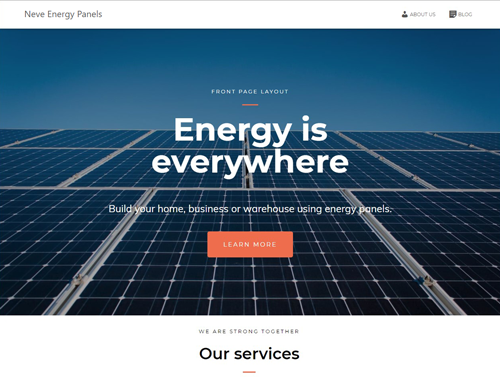 Neve Energy Panels
ABOUT US
BLOG
FRONT PAGE LAYOUT
Energy is
everywhere
Build your home, business or warehouse using energy panels.
LEARN MORE
WE ARE STRONG TOGETHER
Our services